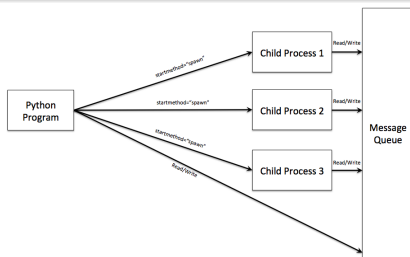 Python
Program
startmethod="spawn"
startmethod="spawn"
startmethod="spawn"
Read/Write
Child Process 1
Child Process 2
Child Process 3
Read/Write
Read/Write
Read/Write
Message
Queue